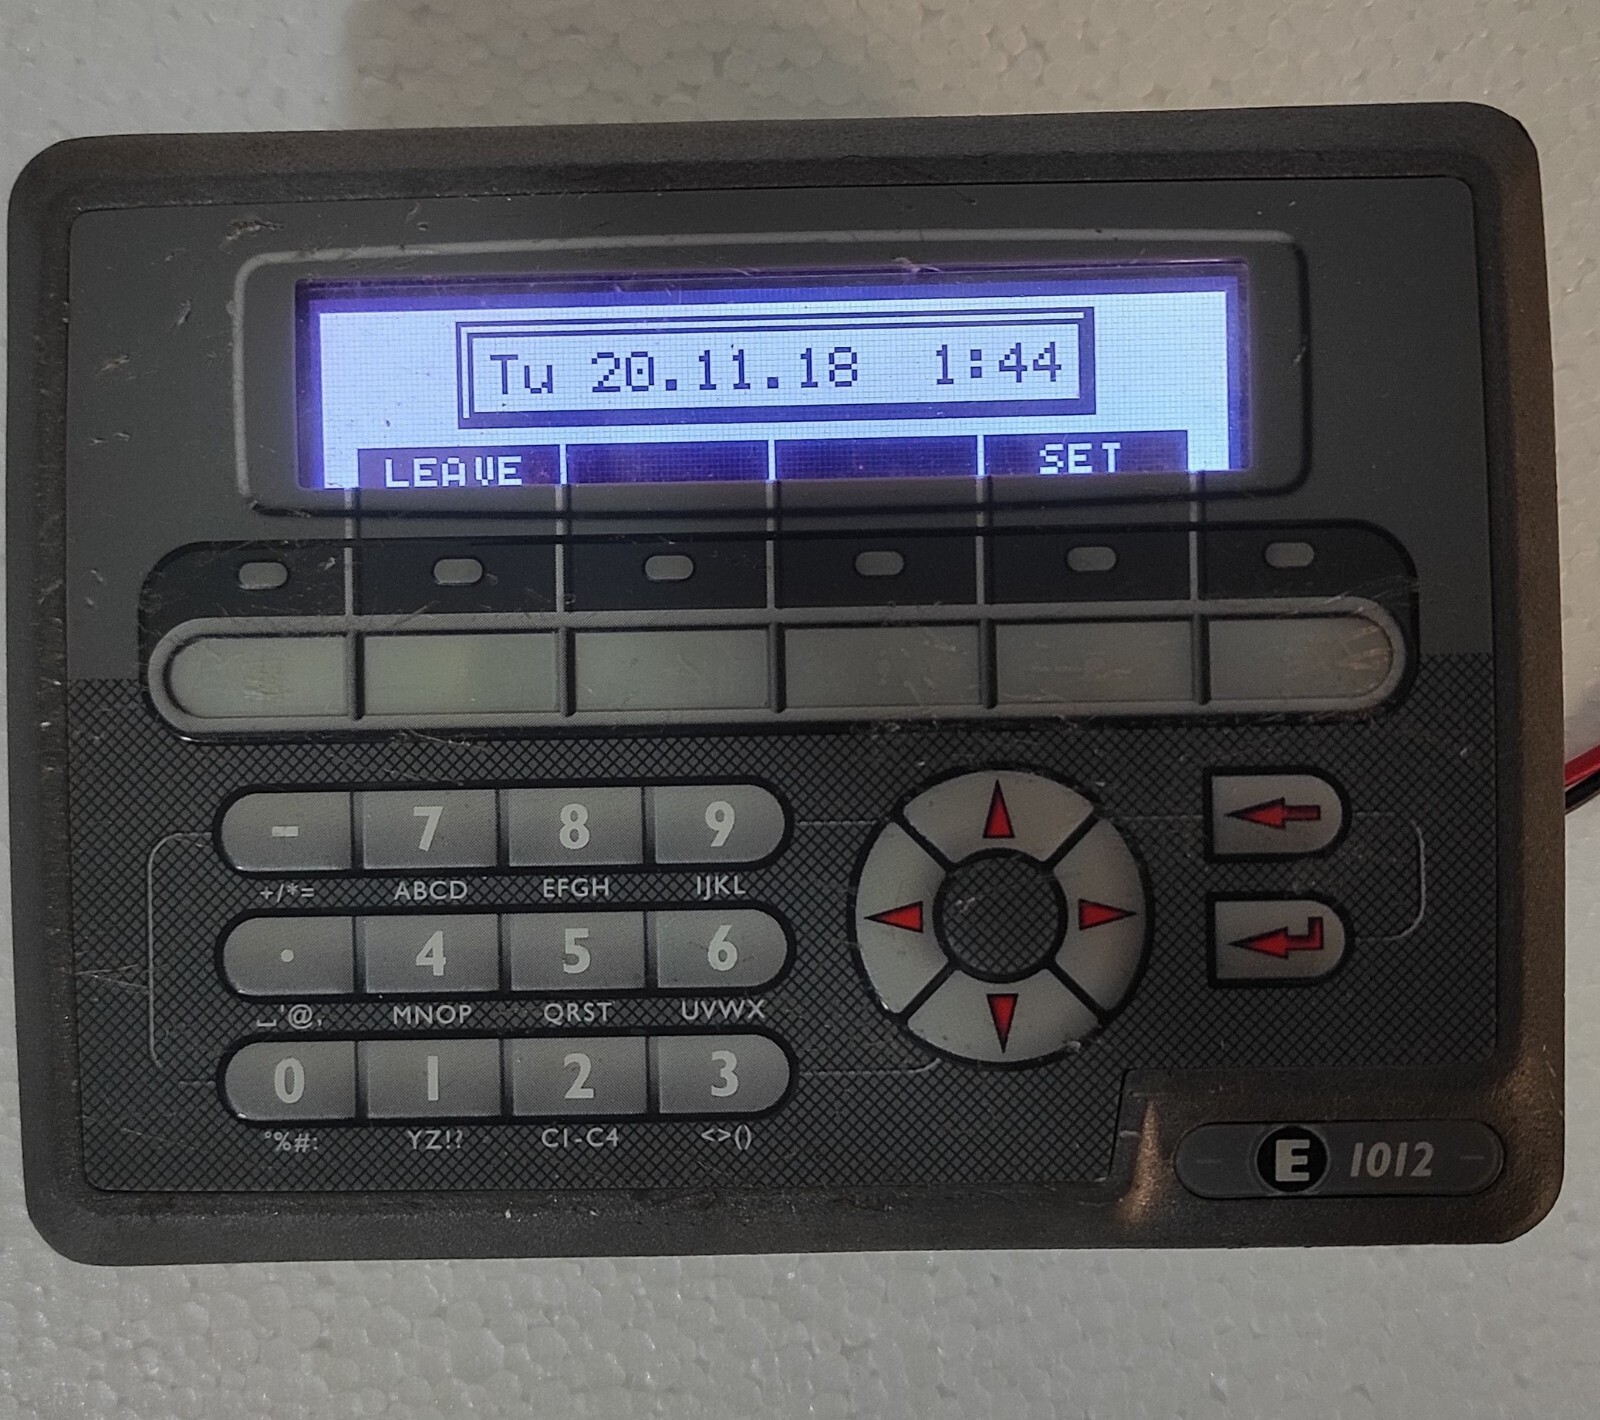 Tu 20.11.18 1:44
LEAVE SET
- 7 8 9
+/*= ABCD EFGH IJKL
. 4 5 6
␣'@, MNOP QRST UVWX
0 1 2 3
°%#: YZ!? C1-C4 <>()
E 1012